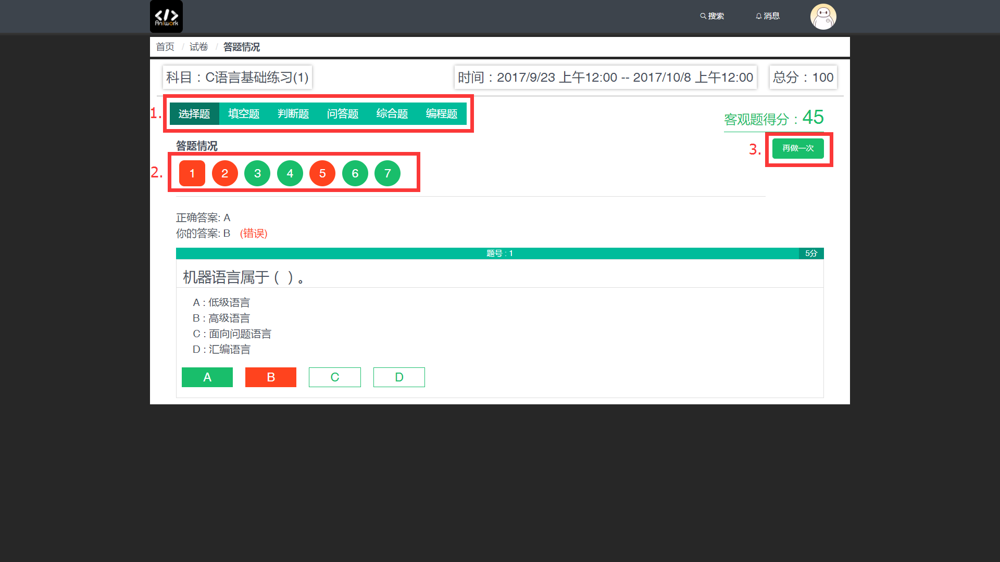 </>
Aniwork
搜索
消息
首页 / 试卷 / 答题情况
科目：C语言基础练习(1)
时间：2017/9/23 上午12:00 -- 2017/10/8 上午12:00
总分：100
1.
选择题 填空题 判断题 问答题 综合题 编程题
客观题得分：45
答题情况
3.
再做一次
2.
1 2 3 4 5 6 7
正确答案: A
你的答案: B (错误)
题号 : 1
5分
机器语言属于（ ）。
A : 低级语言
B : 高级语言
C : 面向问题语言
D : 汇编语言
A B C D